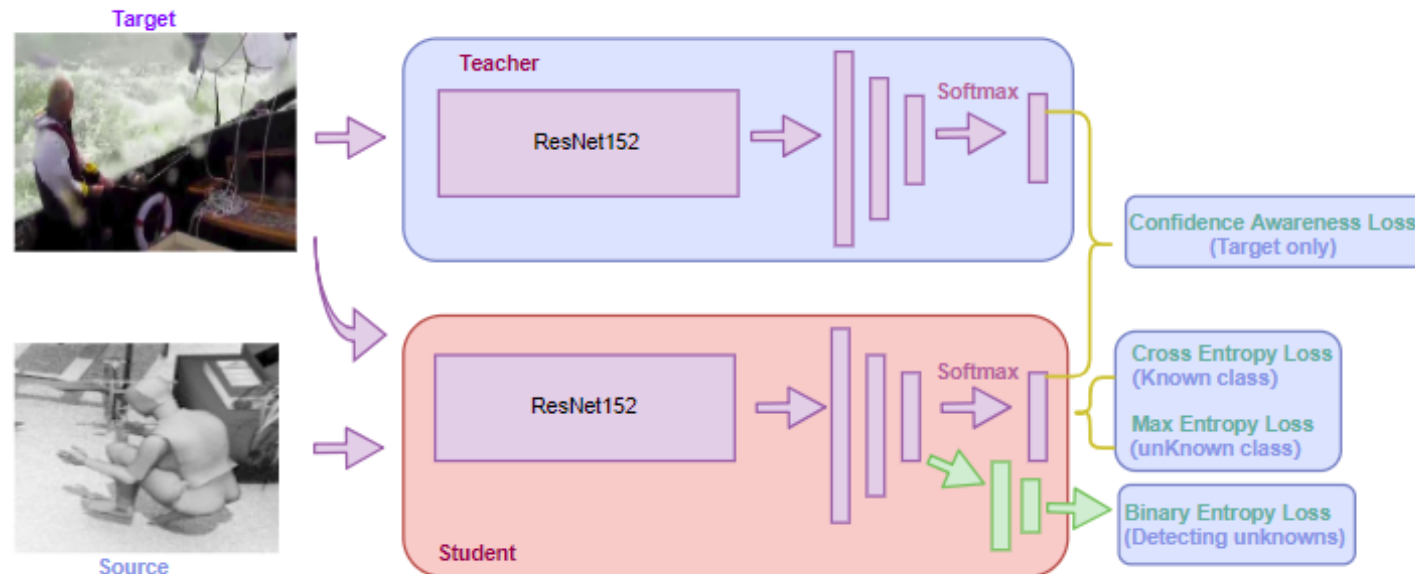 Target
Teacher
Softmax
ResNet152
Confidence Awareness Loss
(Target only)
Softmax
ResNet152
Cross Entropy Loss
(Known class)
Max Entropy Loss
(unKnown class)
Binary Entropy Loss
(Detecting unknowns)
Student
Source